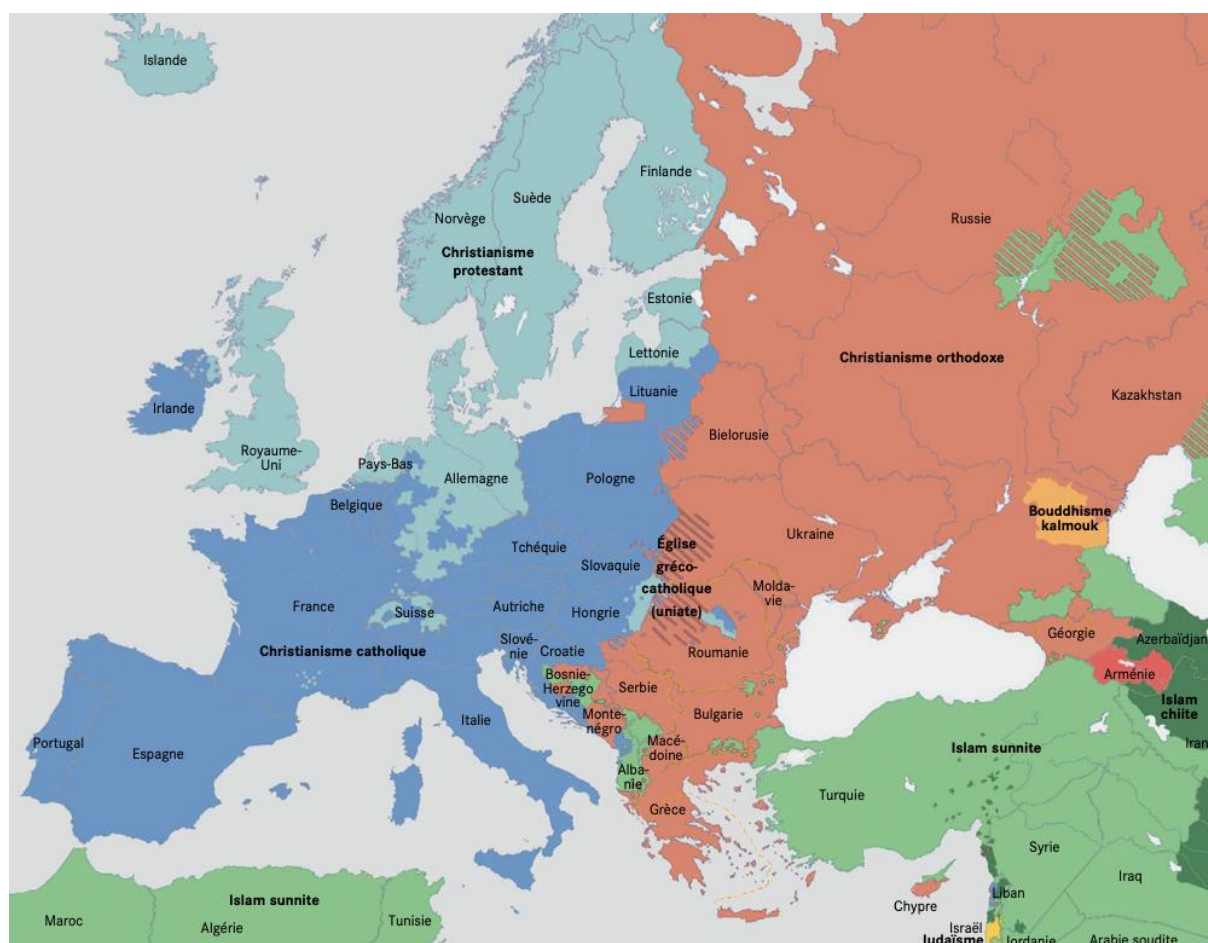 Islande
Finlande
Suède
Norvège
Russie
Christianisme
protestant
Estonie
Lettonie
Christianisme orthodoxe
Lituanie
Kazakhstan
Irlande
Bielorusie
Royaume-
Uni
Pays-Bas
Allemagne
Pologne
Belgique
Bouddhisme
kalmouk
Ukraine
Tchéquie
Église
gréco-
catholique
(uniate)
Slovaquie
Molda-
vie
France
Suisse
Autriche
Hongrie
Géorgie
Azerbaïdjan
Christianisme catholique
Slové-
nie
Croatie
Roumanie
Bosnie-
Herzego
vine
Serbie
Arménie
Islam
chiite
Iran
Monte-
négro
Bulgarie
Italie
Portugal
Espagne
Macé-
doine
Islam sunnite
Alba-
nie
Turquie
Grèce
Syrie
Iraq
Islam sunnite
Maroc
Algérie
Tunisie
Chypre
Liban
Israël
Judaïsme
Jordanie
Arabie soudite